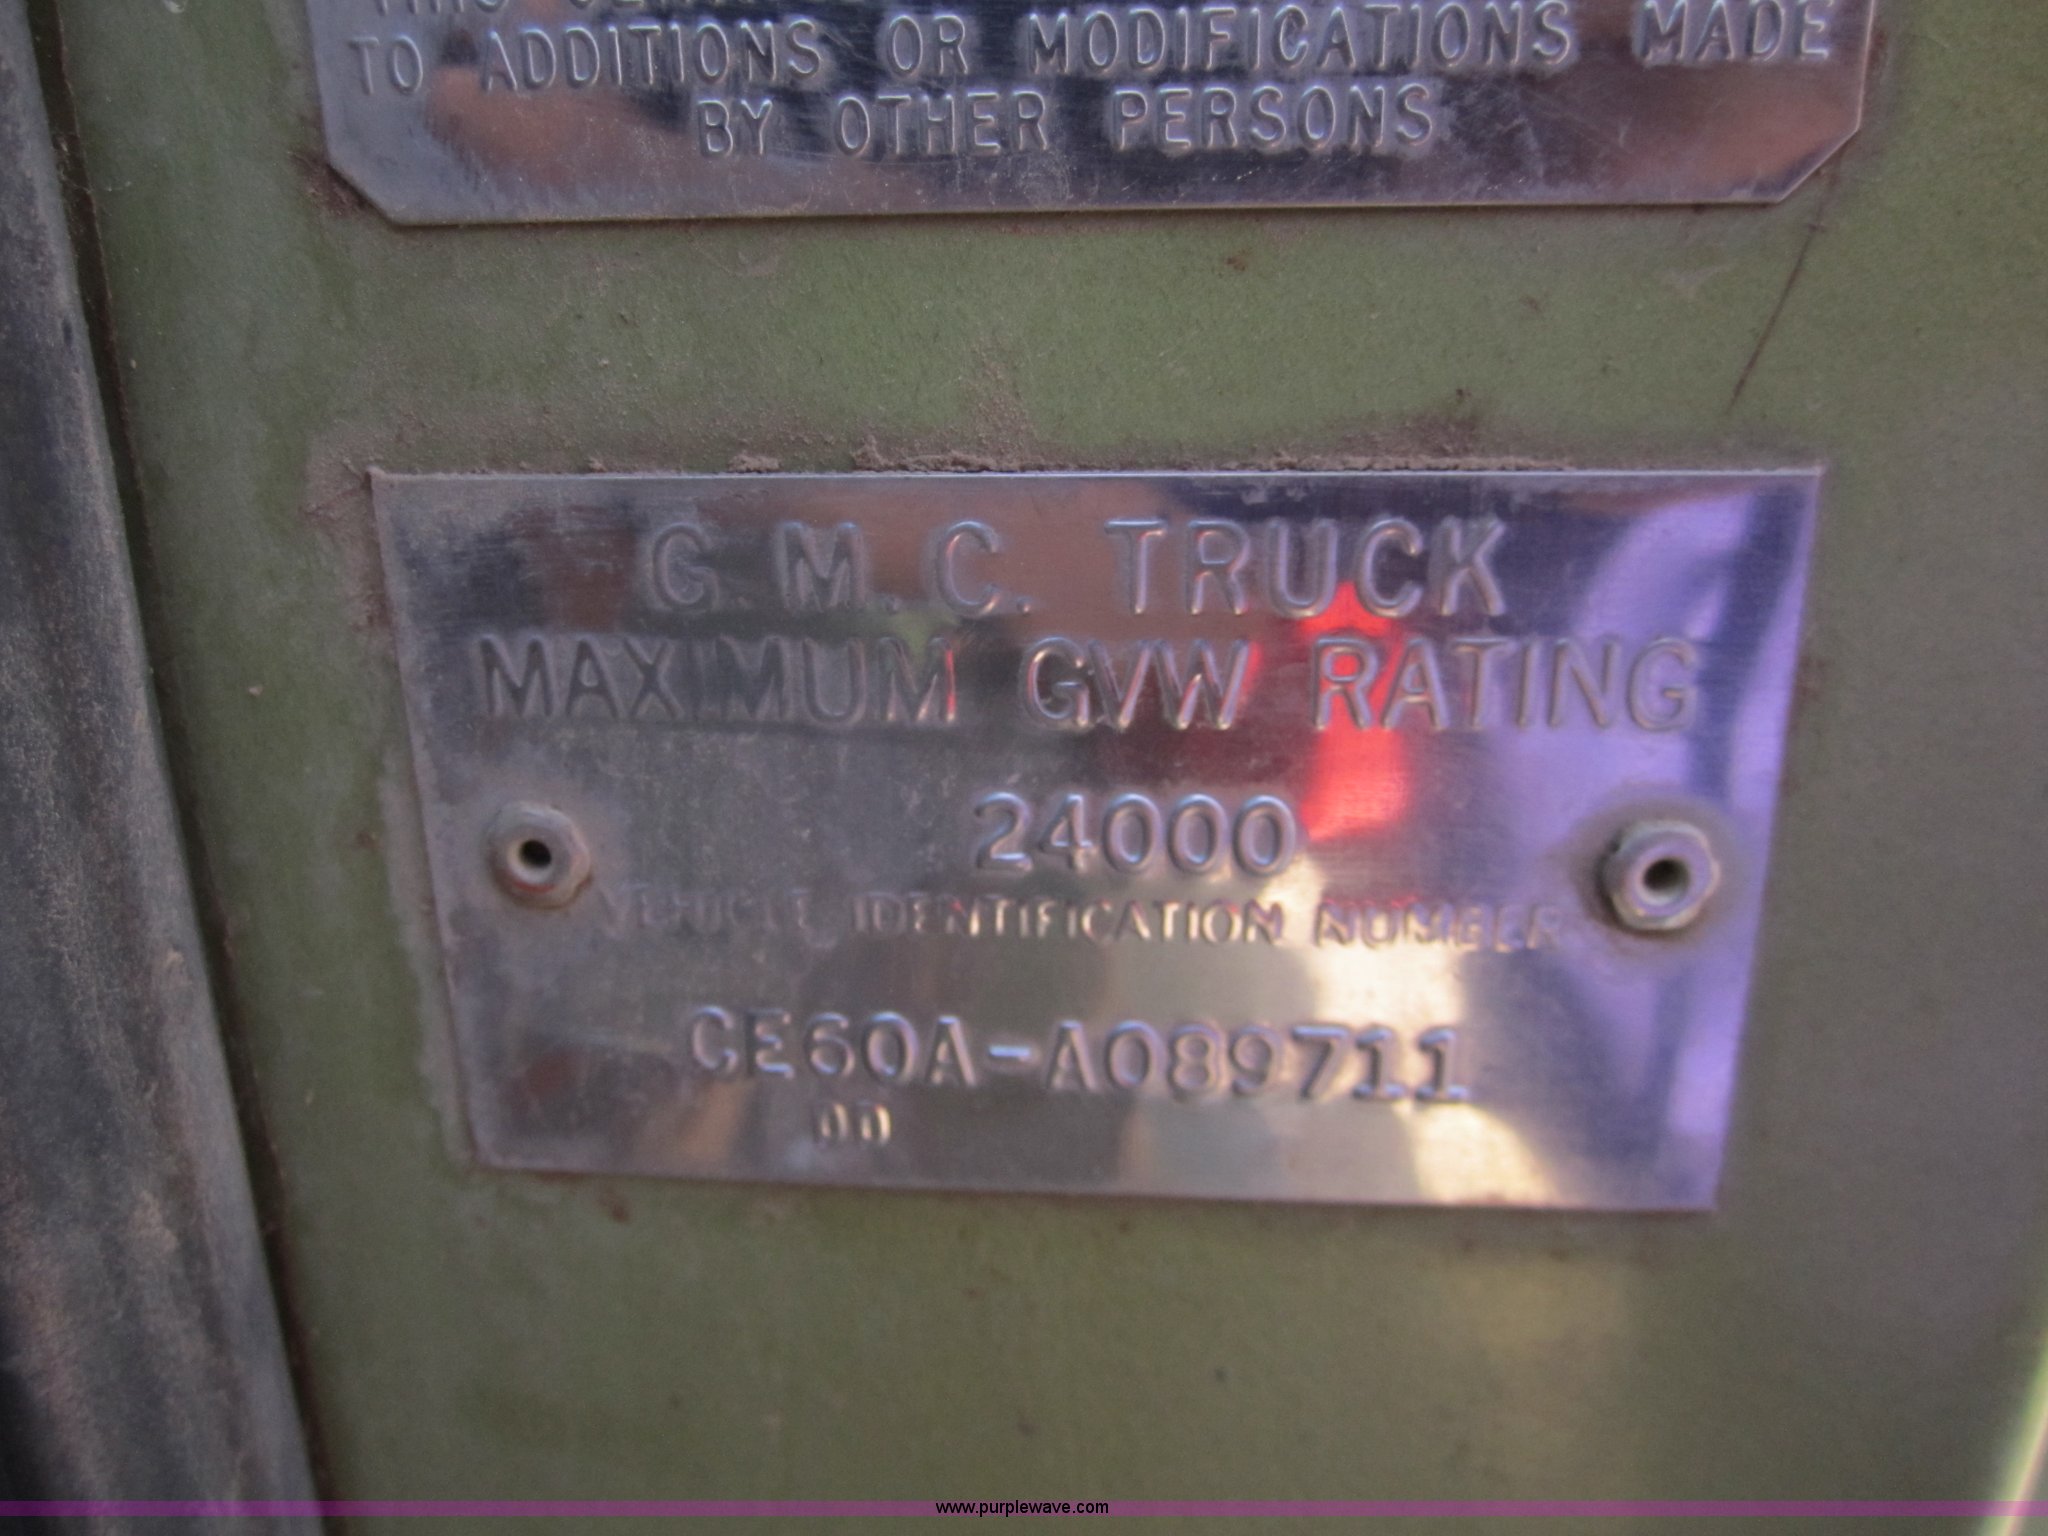 TO ADDITIONS OR MODIFICATIONS MADE
BY OTHER PERSONS
G.M.C. TRUCK
MAXIMUM GVW RATING
24000
VEHICLE IDENTIFICATION NUMBER
CE60A-A089711
www.purplewave.com